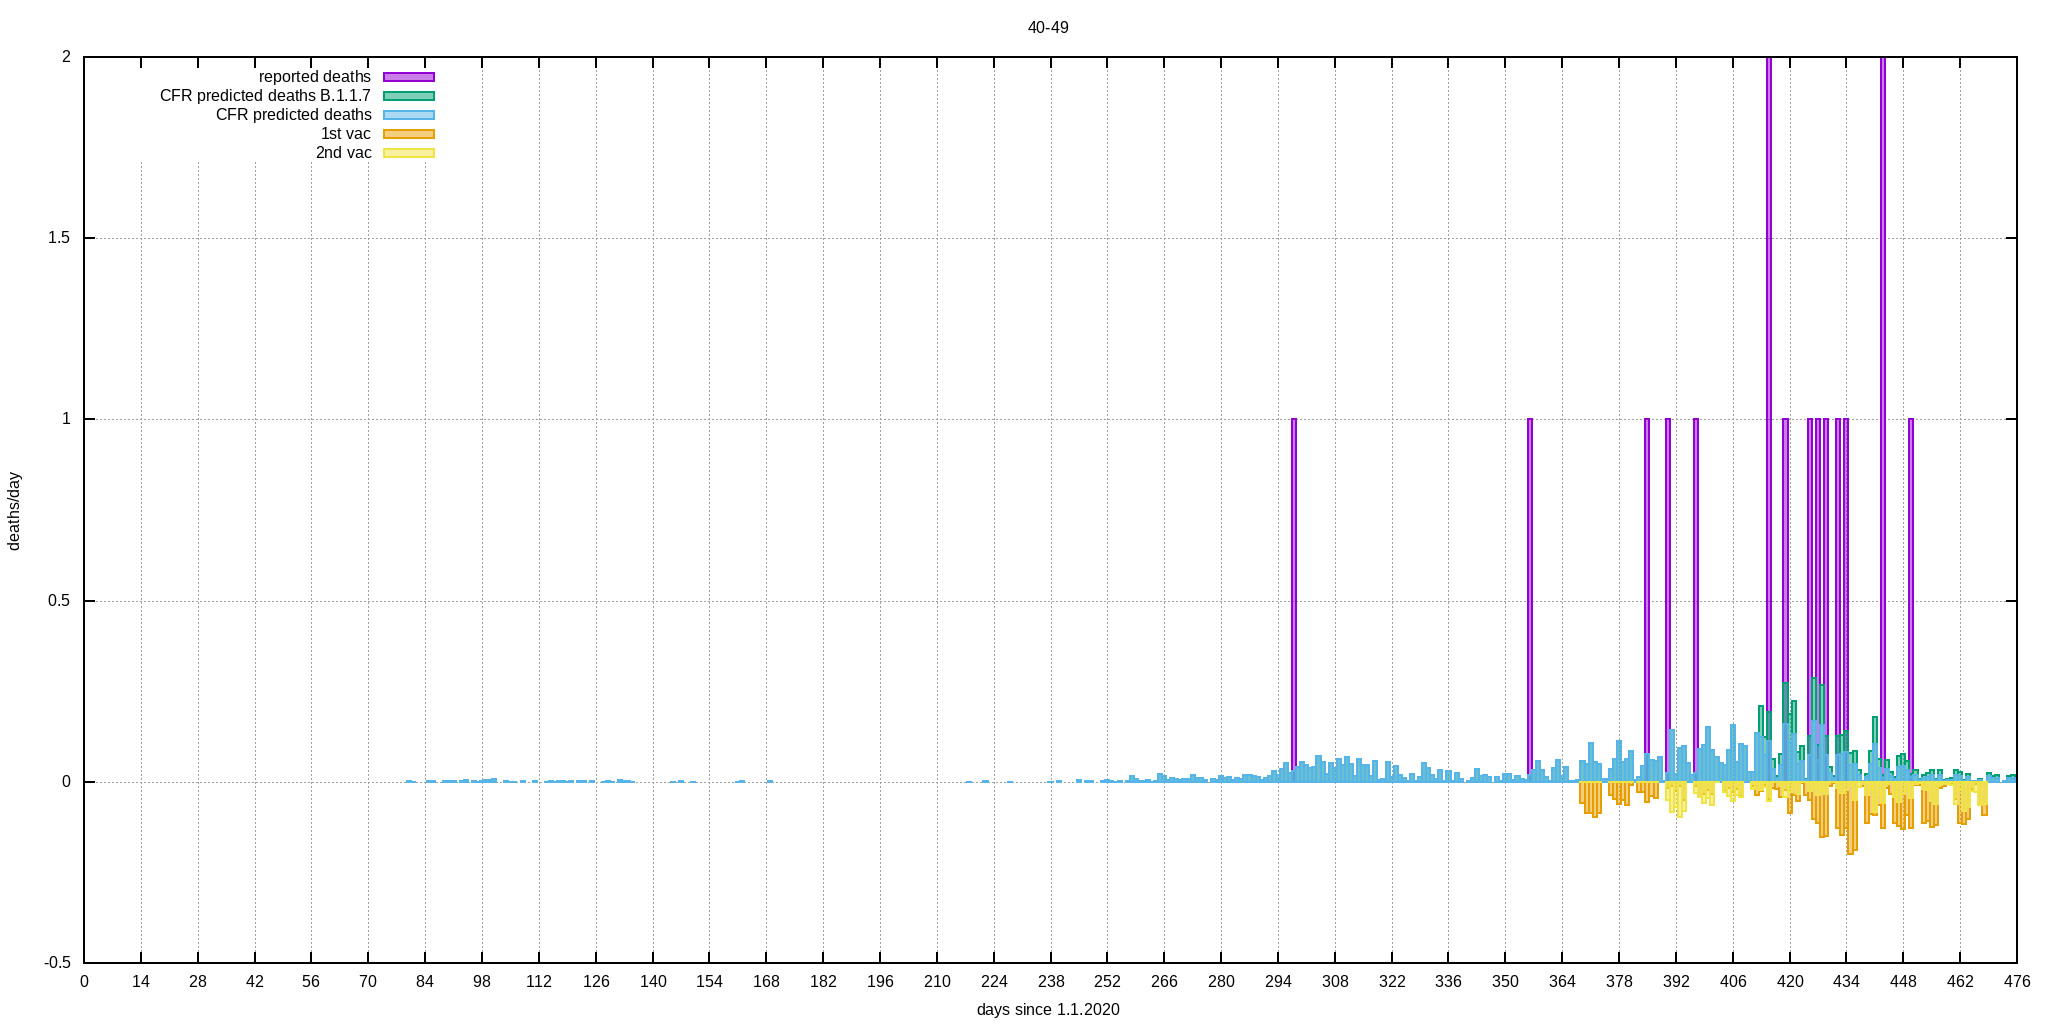 40-49
reported deaths
CFR predicted deaths B.1.1.7
CFR predicted deaths
1st vac
2nd vac
2
1.5
1
0.5
0
-0.5
deaths/day
0 14 28 42 56 70 84 98 112 126 140 154 168 182 196 210 224 238 252 266 280 294 308 322 336 350 364 378 392 406 420 434 448 462 476
days since 1.1.2020